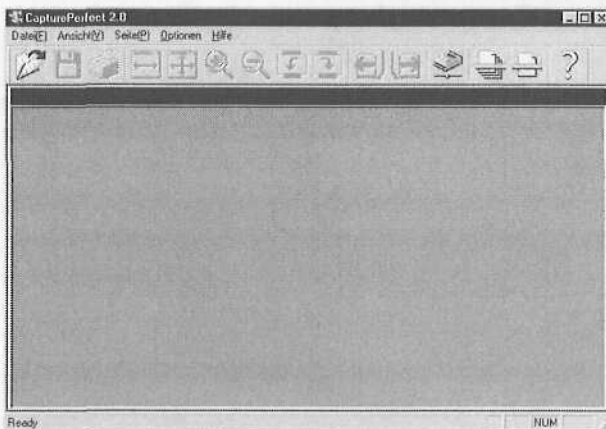 CapturePerfect 2.0
Datei(F) Ansicht(V) Seite(P) Optionen Hilfe
?
Ready NUM